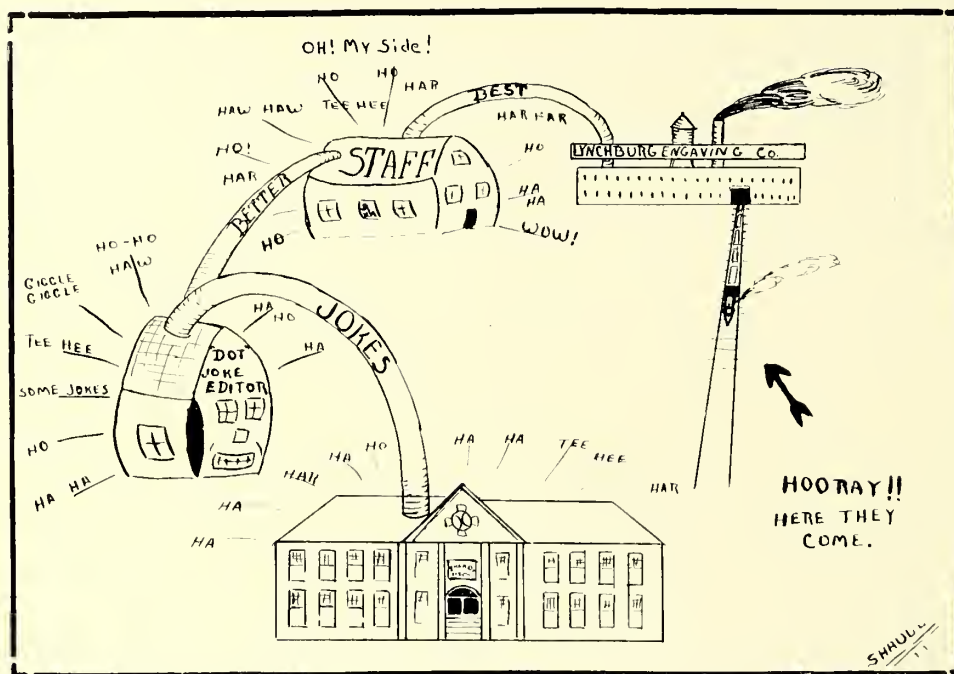 OH! My Side!
HO
HO
HAR
HAW HAW
TEE HEE
HO!
HAR
BEST
HAR HAR
STAFF
HO
HA
HA
WOW!
HO
BETTER
LYNCHBURG ENGAVING Co.
HO-HO
HAW
GIGGLE
GIGGLE
TEE HEE
SOME JOKES
HO
HA HA
HA
HO
HA
"DOT"
JOKE
EDITOR
JOKES
HAR
HA
HO
HA
HA
TEE
HEE
HA
HA
HAR
HOORAY!!
HERE THEY
COME.